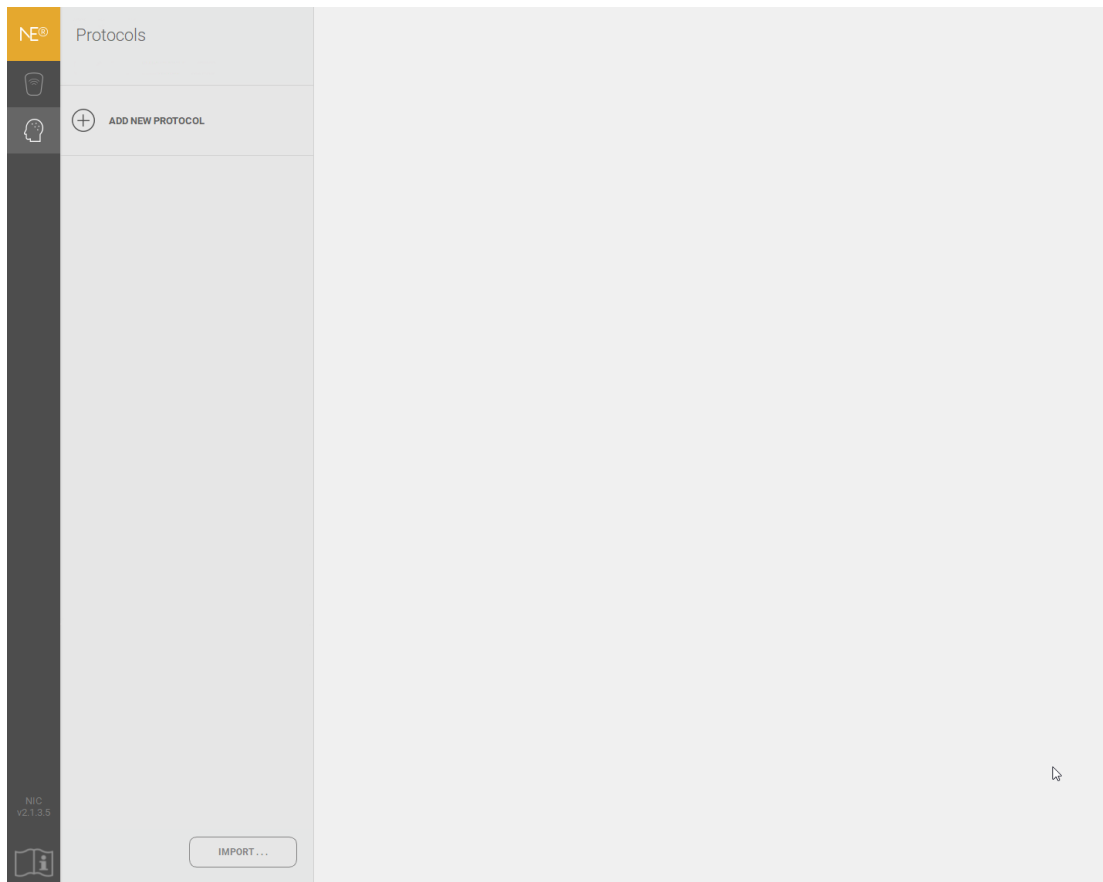 NE®
Protocols
ADD NEW PROTOCOL
NIC
v2.1.3.5
IMPORT . . .
i